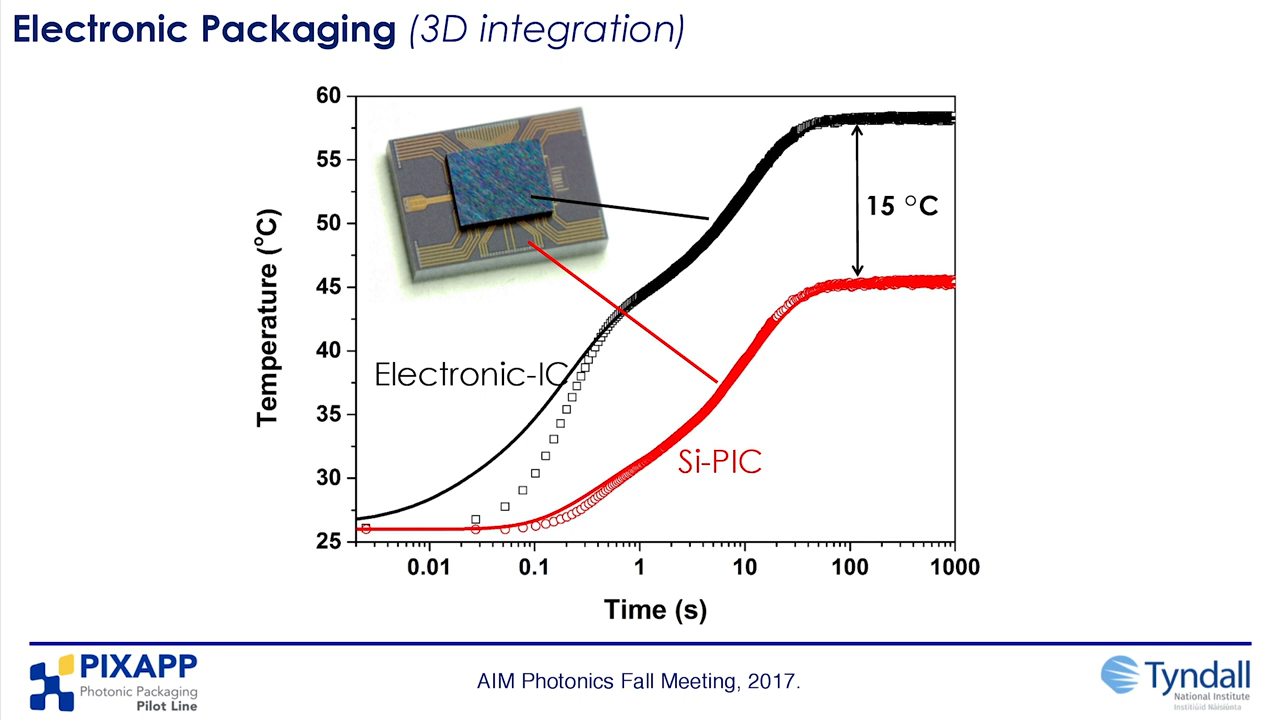 Electronic Packaging (3D integration)
60
55
50
45
40
35
30
25
Temperature (°C)
15 °C
Electronic-IC
Si-PIC
0.01 0.1 1 10 100 1000
Time (s)
PIXAPP
Photonic Packaging
Pilot Line
AIM Photonics Fall Meeting, 2017.
Tyndall
National Institute
Institiúid Náisiúnta